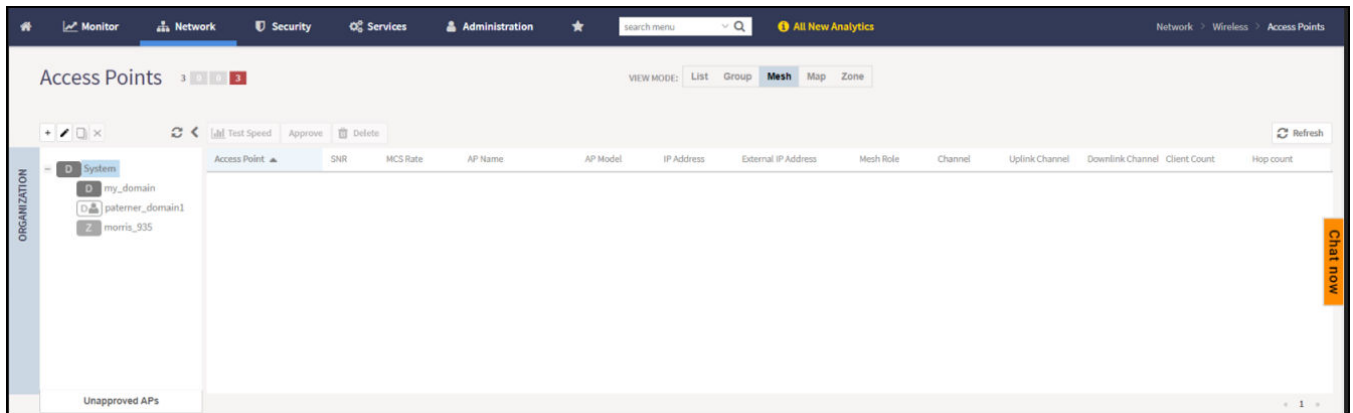 Monitor Network Security Services Administration search menu All New Analytics Network > Wireless > Access Points
Access Points 3 0 0 3 VIEW MODE: List Group Mesh Map Zone
Test Speed Approve Delete Refresh
ORGANIZATION
D System
D my_domain
D paterner_domain1
Z morris_935
Access Point SNR MCS Rate AP Name AP Model IP Address External IP Address Mesh Role Channel Uplink Channel Downlink Channel Client Count Hop count
Chat now
Unapproved APs
1